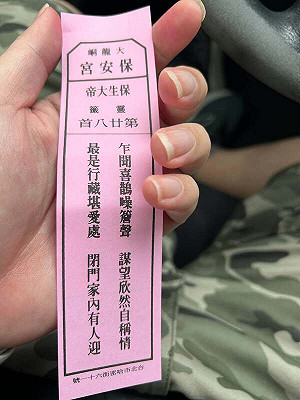 大龍峒
保安宮
保生大帝
靈籤
第廿八首
乍聞喜鵲噪簷聲 謀望欣然自稱情
最是行藏堪愛處 閉門家內有人迎
台北市哈密街六十一號